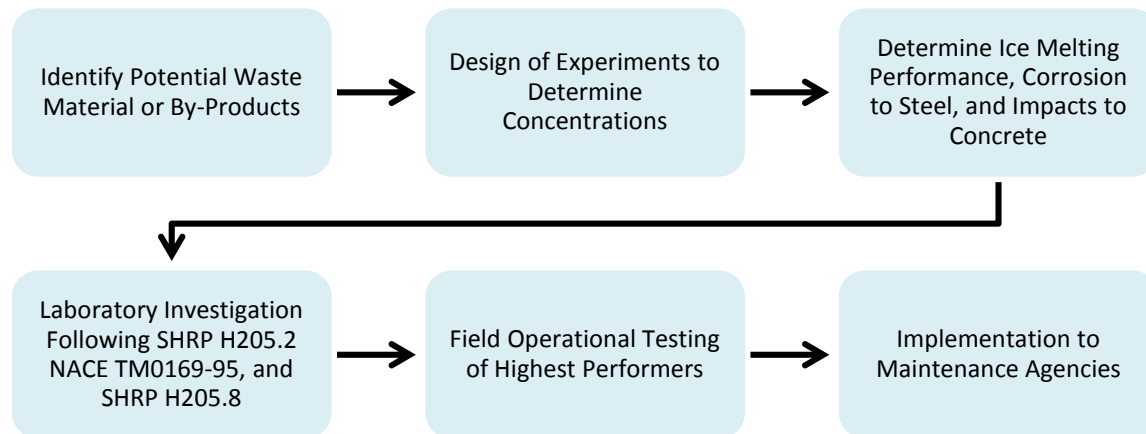 Identify Potential Waste
Material or By-Products
Design of Experiments to
Determine
Concentrations
Determine Ice Melting
Performance, Corrosion
to Steel, and Impacts to
Concrete
Laboratory Investigation
Following SHRP H205.2
NACE TM0169-95, and
SHRP H205.8
Field Operational Testing
of Highest Performers
Implementation to
Maintenance Agencies